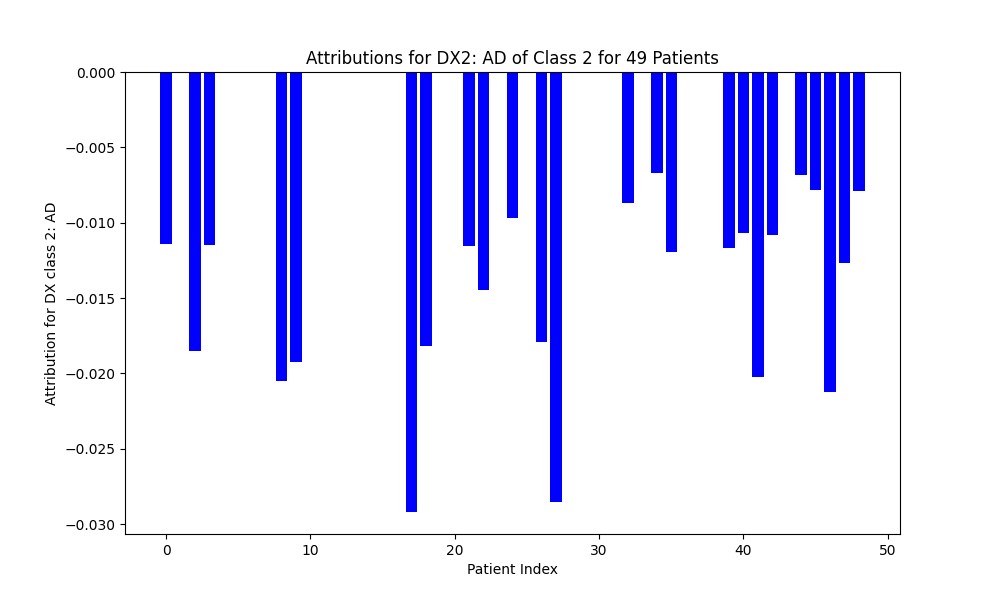 Attributions for DX2: AD of Class 2 for 49 Patients
0.000
−0.005
−0.010
−0.015
−0.020
−0.025
−0.030
Attribution for DX class 2: AD
0 10 20 30 40 50
Patient Index